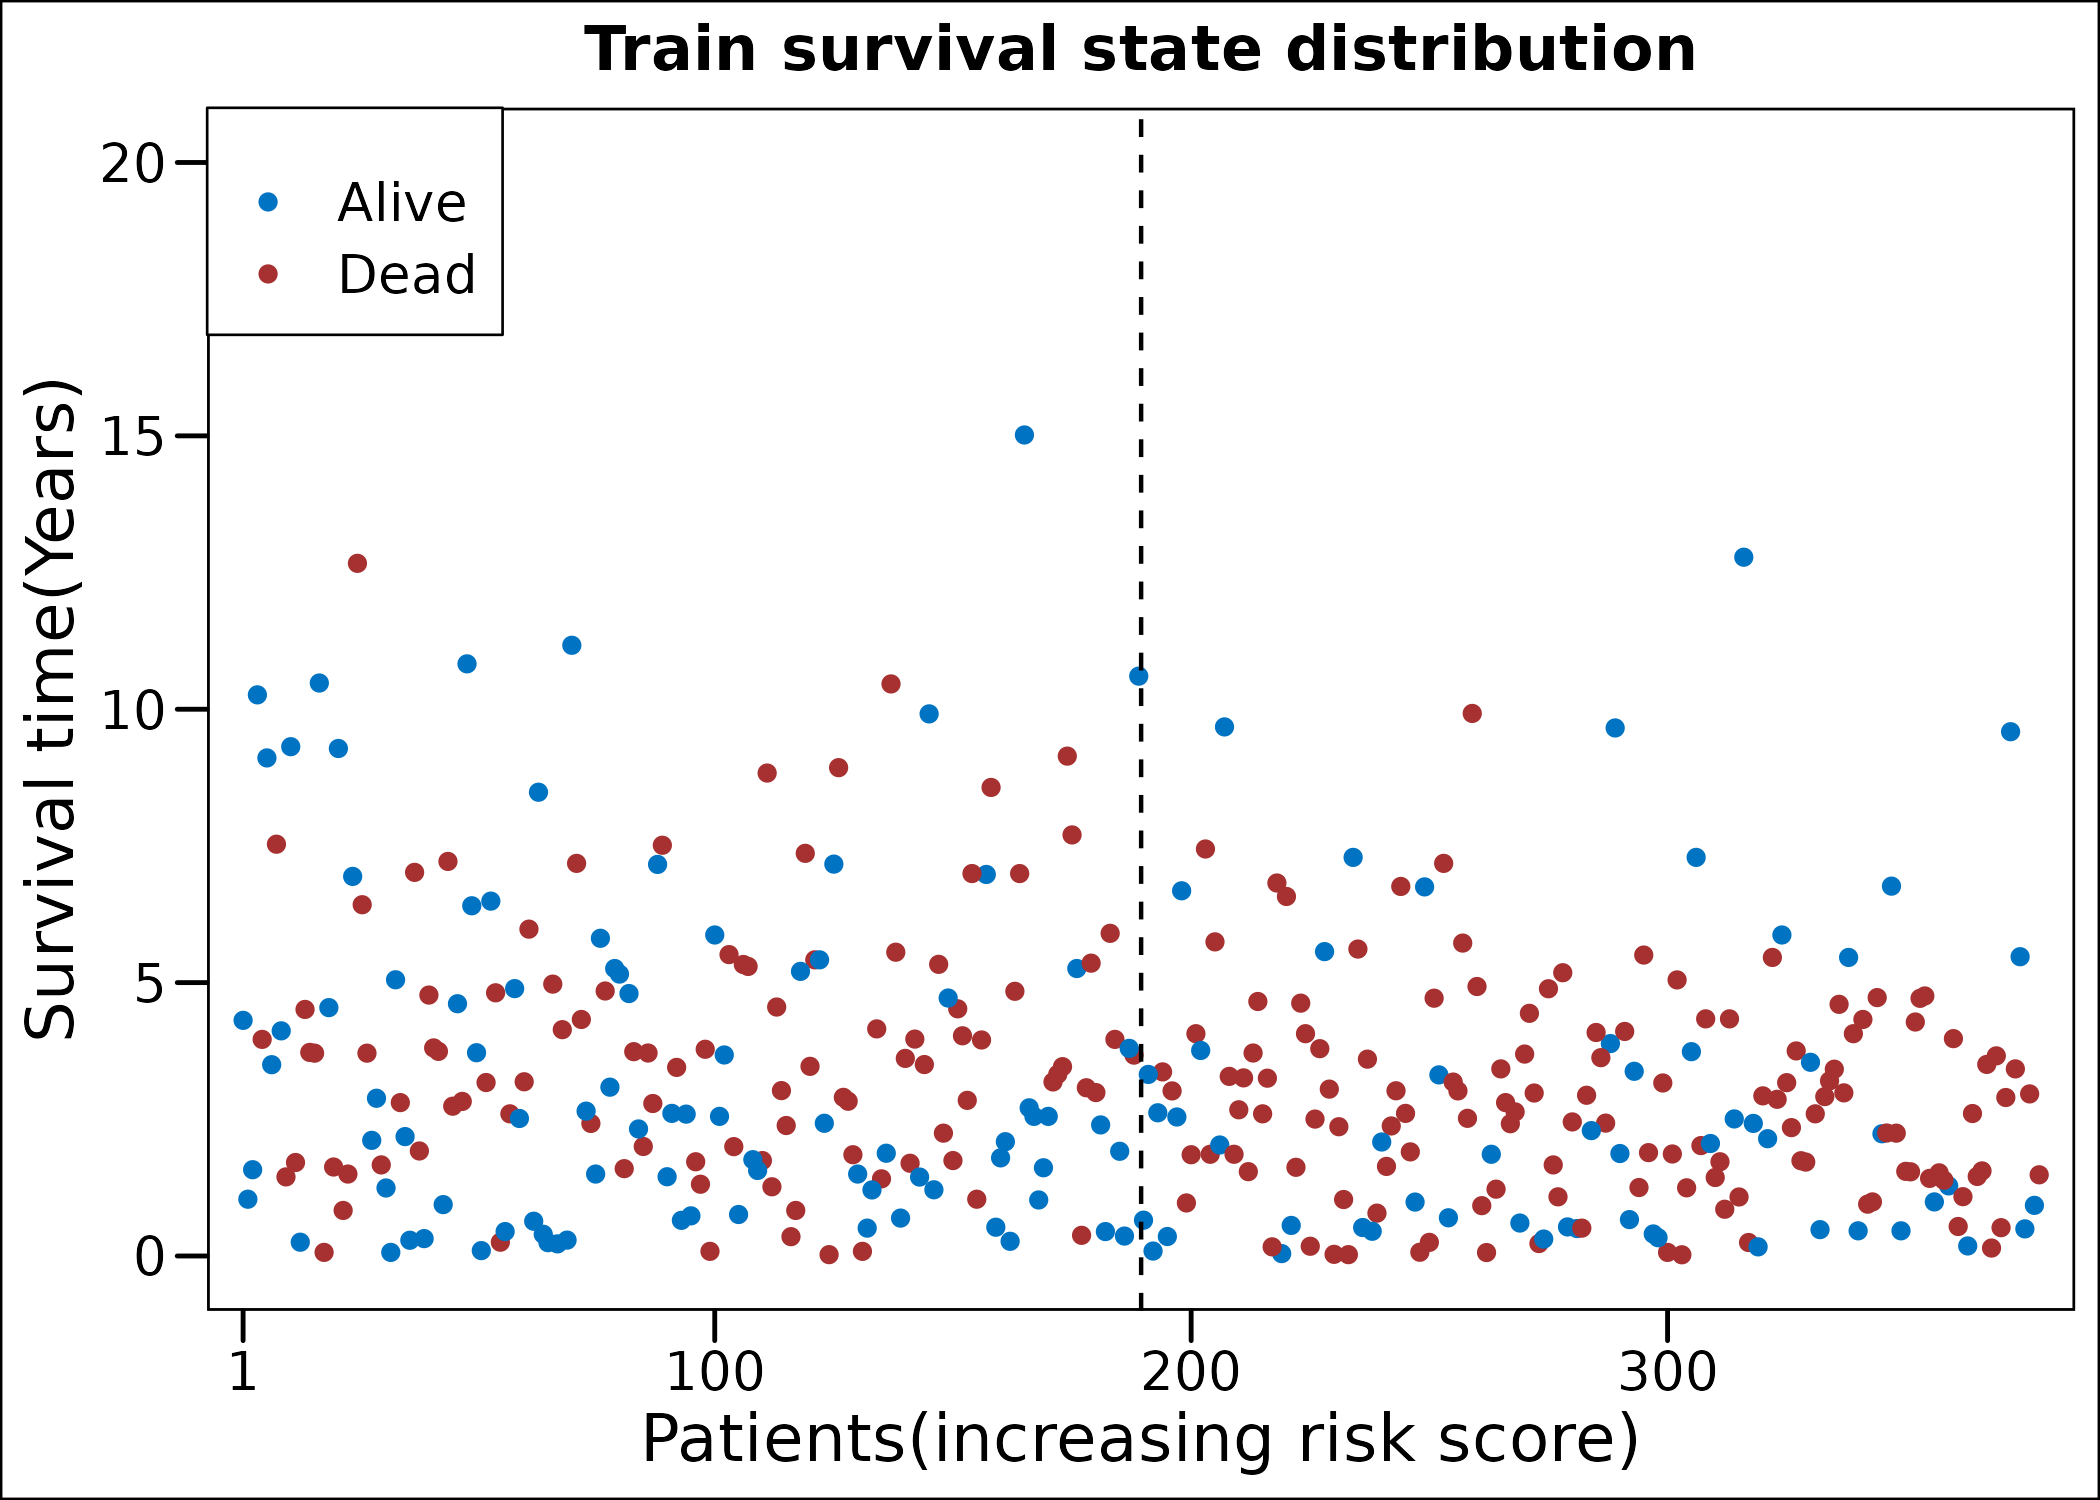 Train survival state distribution
Alive
Dead
Survival time(Years)
20
15
10
5
0
1 100 200 300
Patients(increasing risk score)